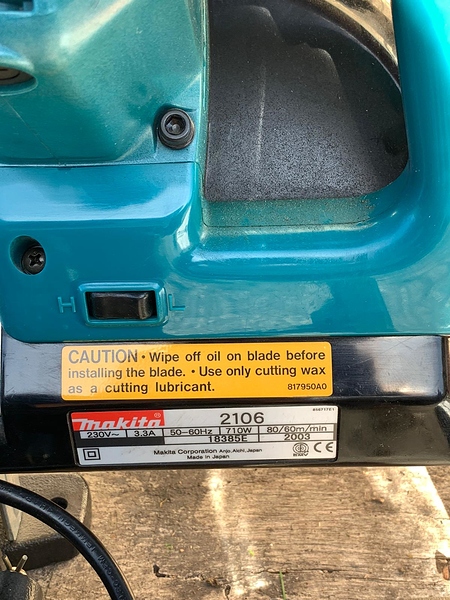 H L
CAUTION • Wipe off oil on blade before
installing the blade. • Use only cutting wax
as a cutting lubricant. 817950A0
makita® 2106
230V~ 3.3A 50–60Hz 710W 80/60m/min
18385E 2003
Makita Corporation Anjo, Aichi, Japan
Made in Japan
CE